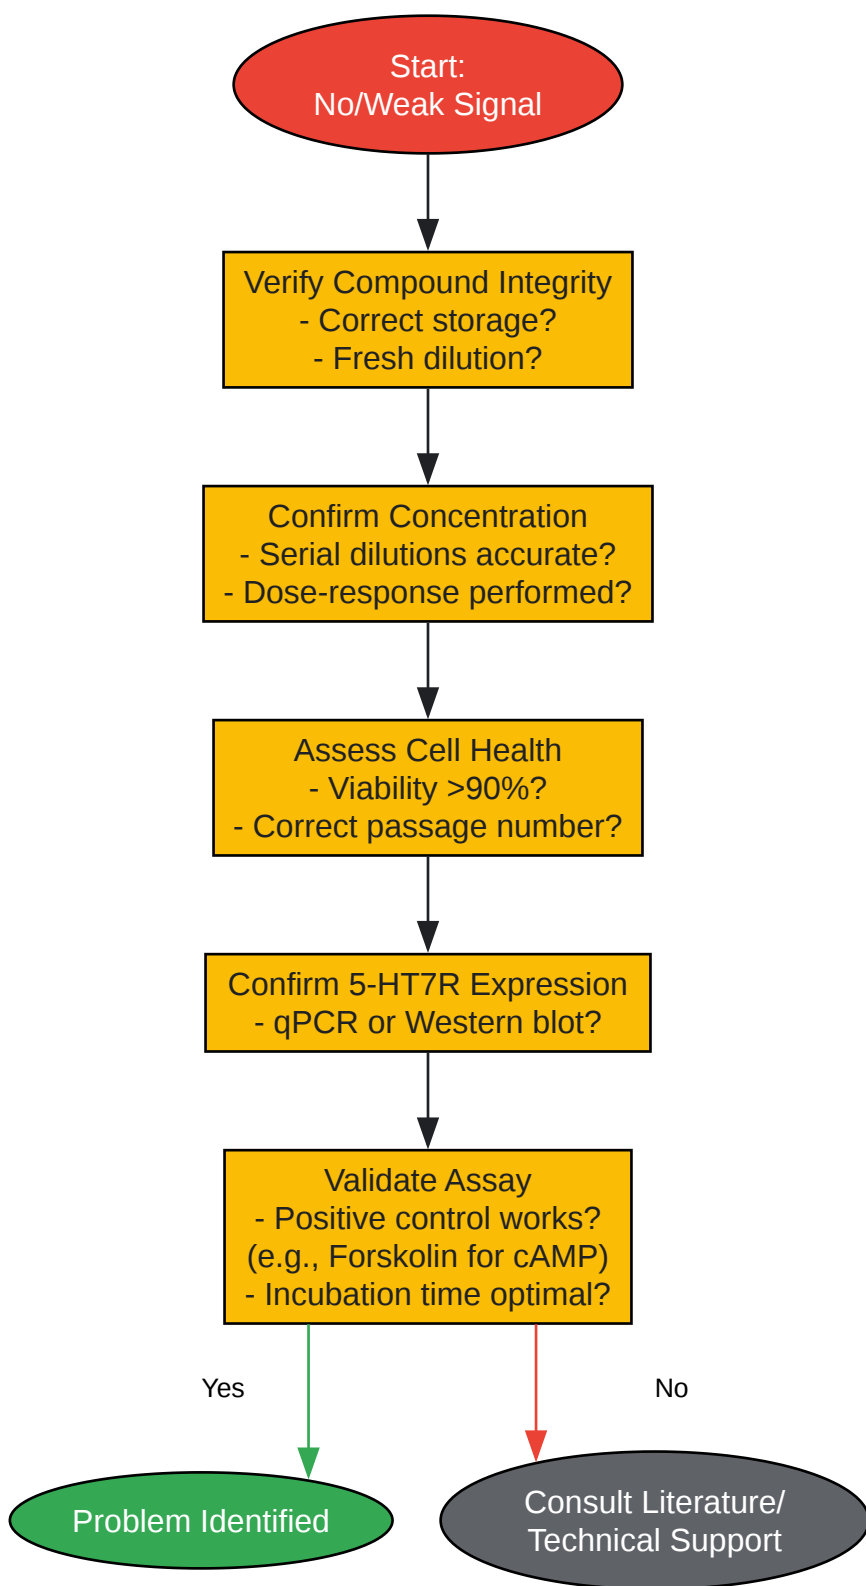 Start:
No/Weak Signal
Verify Compound Integrity
- Correct storage?
- Fresh dilution?
Confirm Concentration
- Serial dilutions accurate?
- Dose-response performed?
Assess Cell Health
- Viability >90%?
- Correct passage number?
Confirm 5-HT7R Expression
- qPCR or Western blot?
Validate Assay
- Positive control works?
(e.g., Forskolin for cAMP)
- Incubation time optimal?
Yes
No
Problem Identified
Consult Literature/
Technical Support